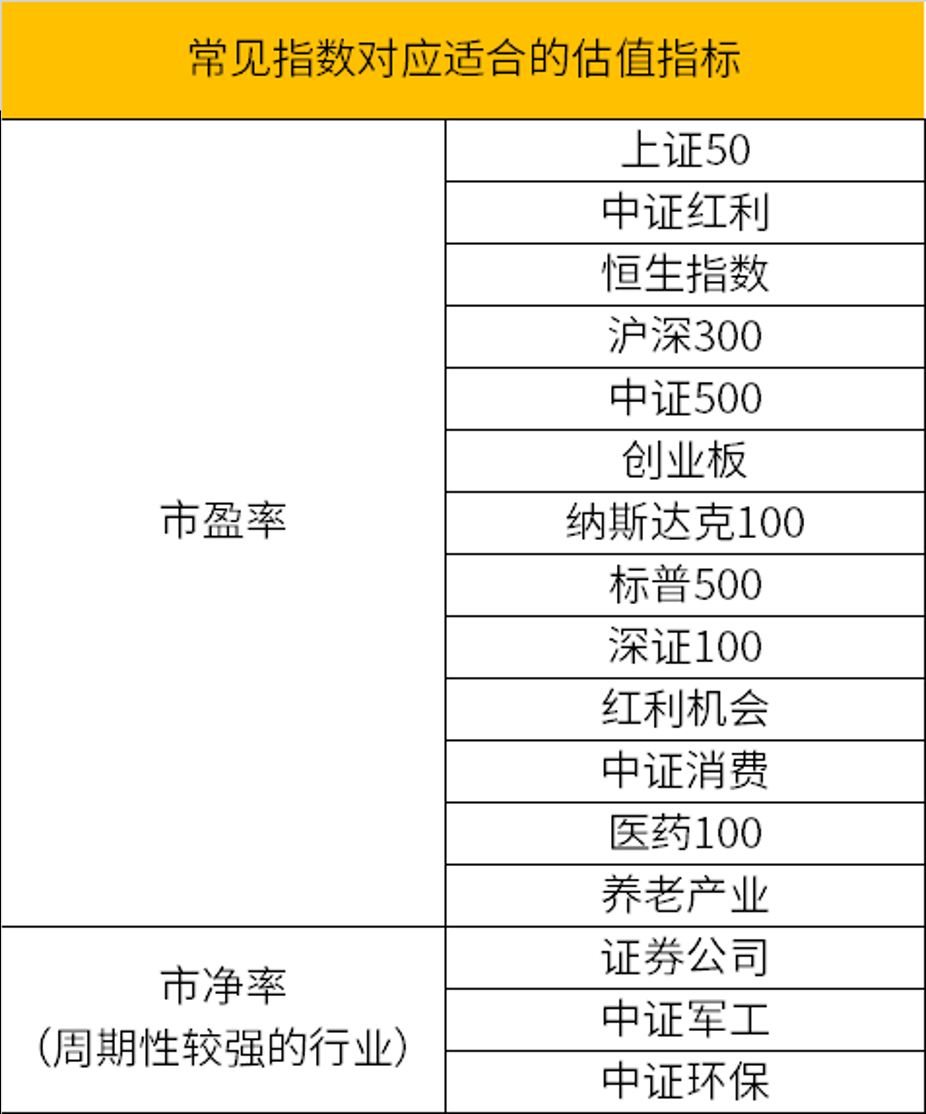 常见指数对应适合的估值指标
市盈率
上证50
中证红利
恒生指数
沪深300
中证500
创业板
纳斯达克100
标普500
深证100
红利机会
中证消费
医药100
养老产业
市净率
（周期性较强的行业）
证券公司
中证军工
中证环保